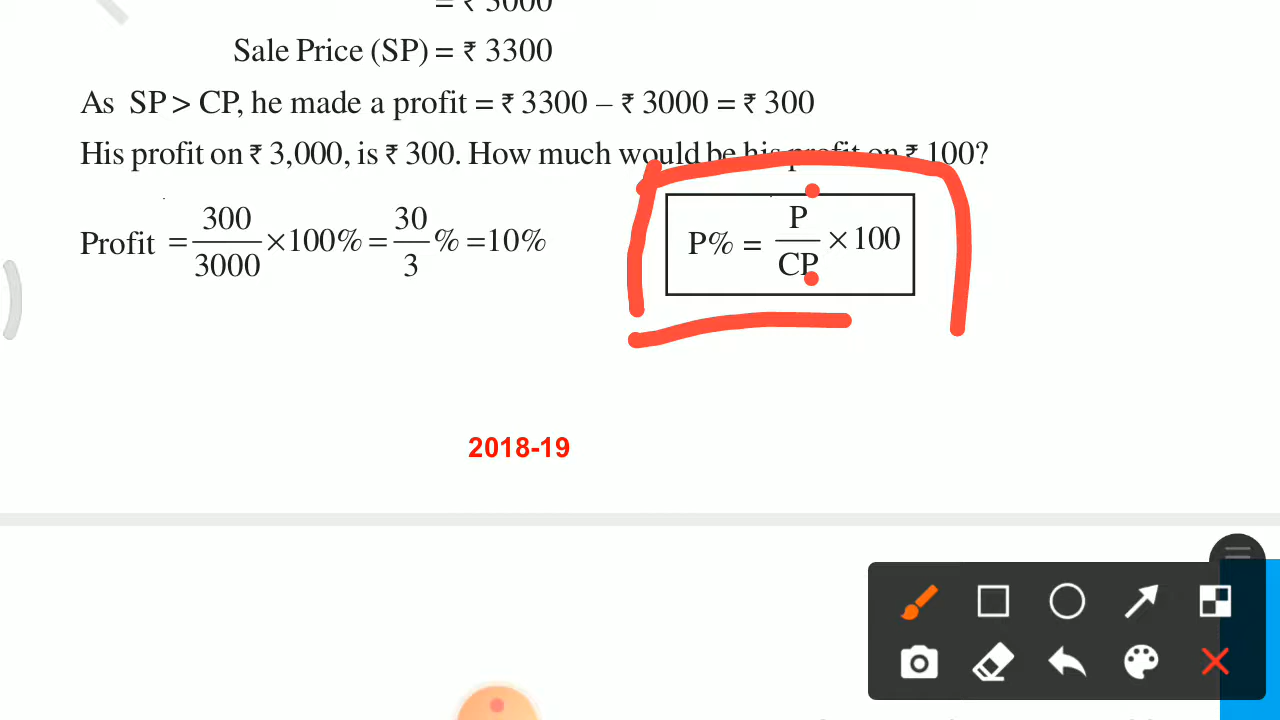 = ₹ 3000
Sale Price (SP) = ₹ 3300
As SP > CP, he made a profit = ₹ 3300 – ₹ 3000 = ₹ 300
His profit on ₹ 3,000, is ₹ 300. How much would be his profit on ₹ 100?
Profit = 300/3000 ×100% = 30/3 % =10%
P% = P/CP ×100
2018-19